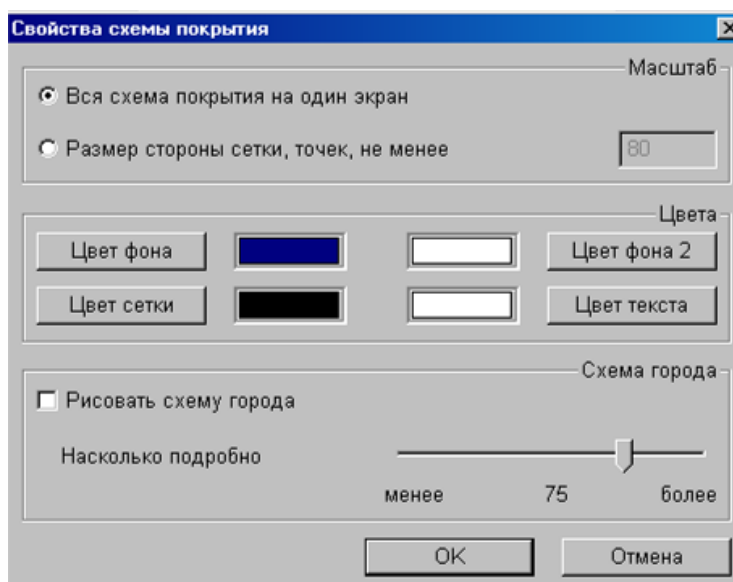 Свойства схемы покрытия
Масштаб
Вся схема покрытия на один экран
Размер стороны сетки, точек, не менее 80
Цвета
Цвет фона Цвет фона 2
Цвет сетки Цвет текста
Схема города
Рисовать схему города
Насколько подробно
менее 75 более
OK Отмена